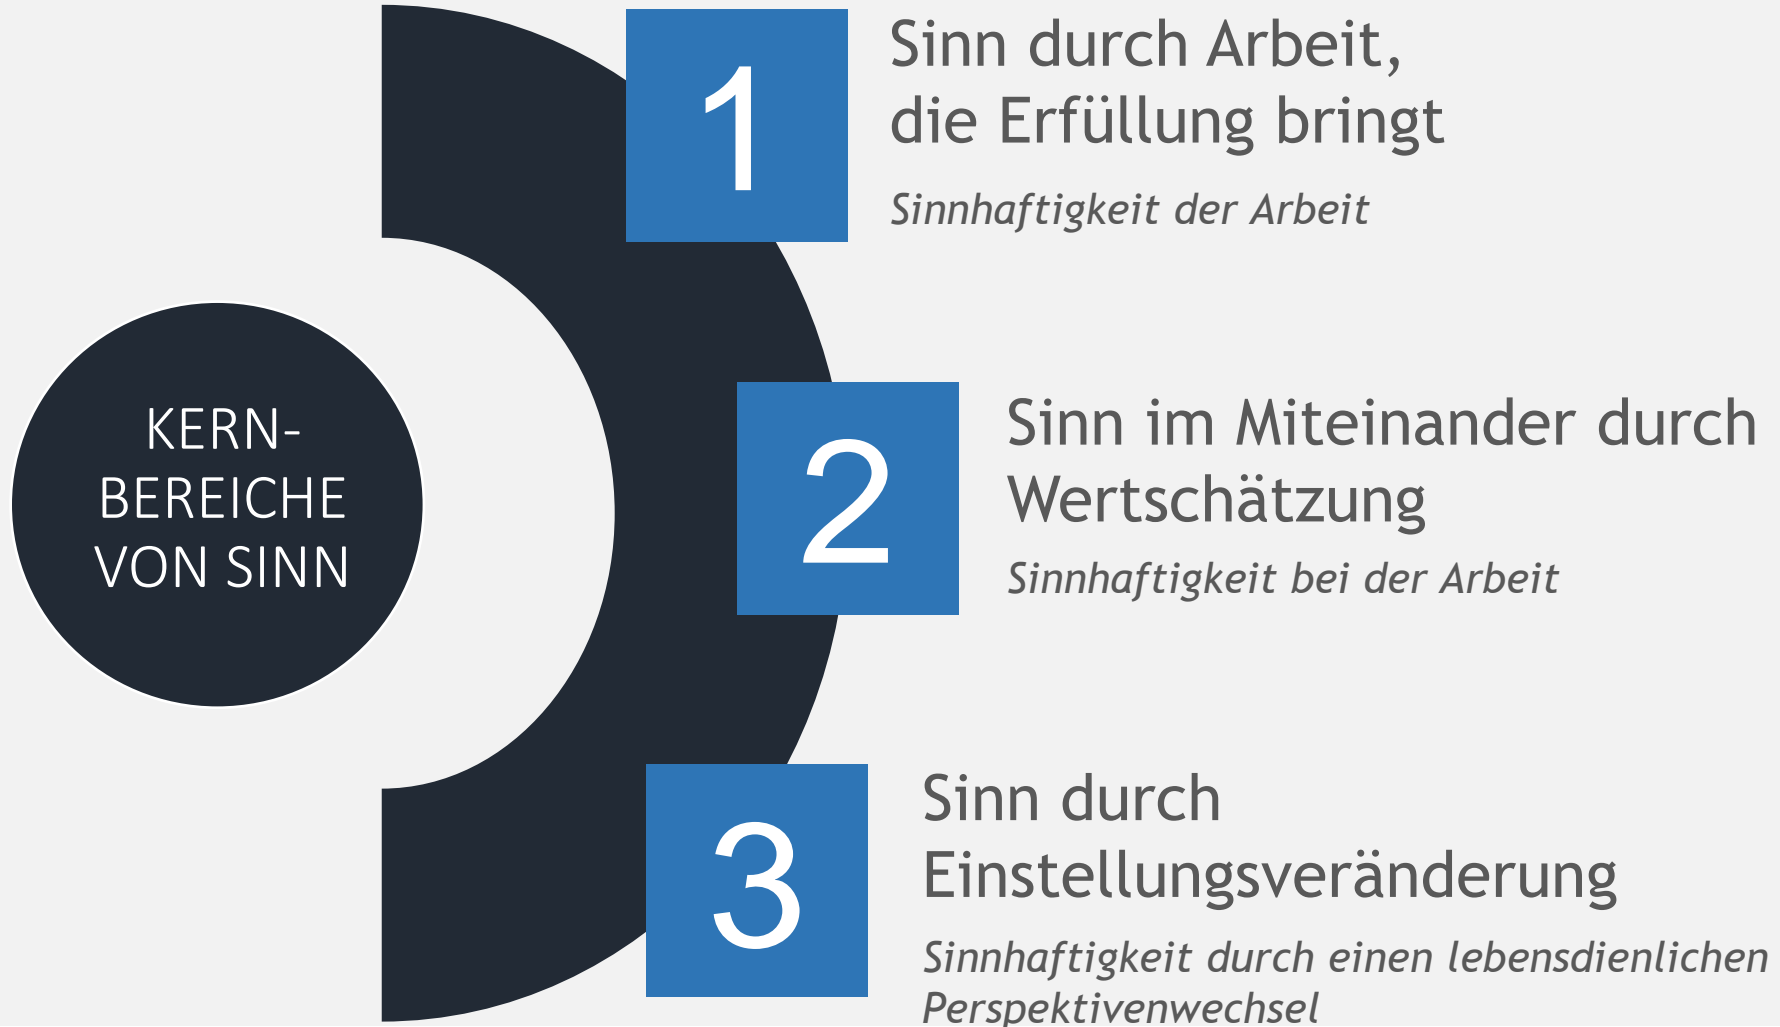 KERN-
BEREICHE
VON SINN
1
Sinn durch Arbeit,
die Erfüllung bringt
Sinnhaftigkeit der Arbeit
2
Sinn im Miteinander durch
Wertschätzung
Sinnhaftigkeit bei der Arbeit
3
Sinn durch
Einstellungsveränderung
Sinnhaftigkeit durch einen lebensdienlichen
Perspektivenwechsel